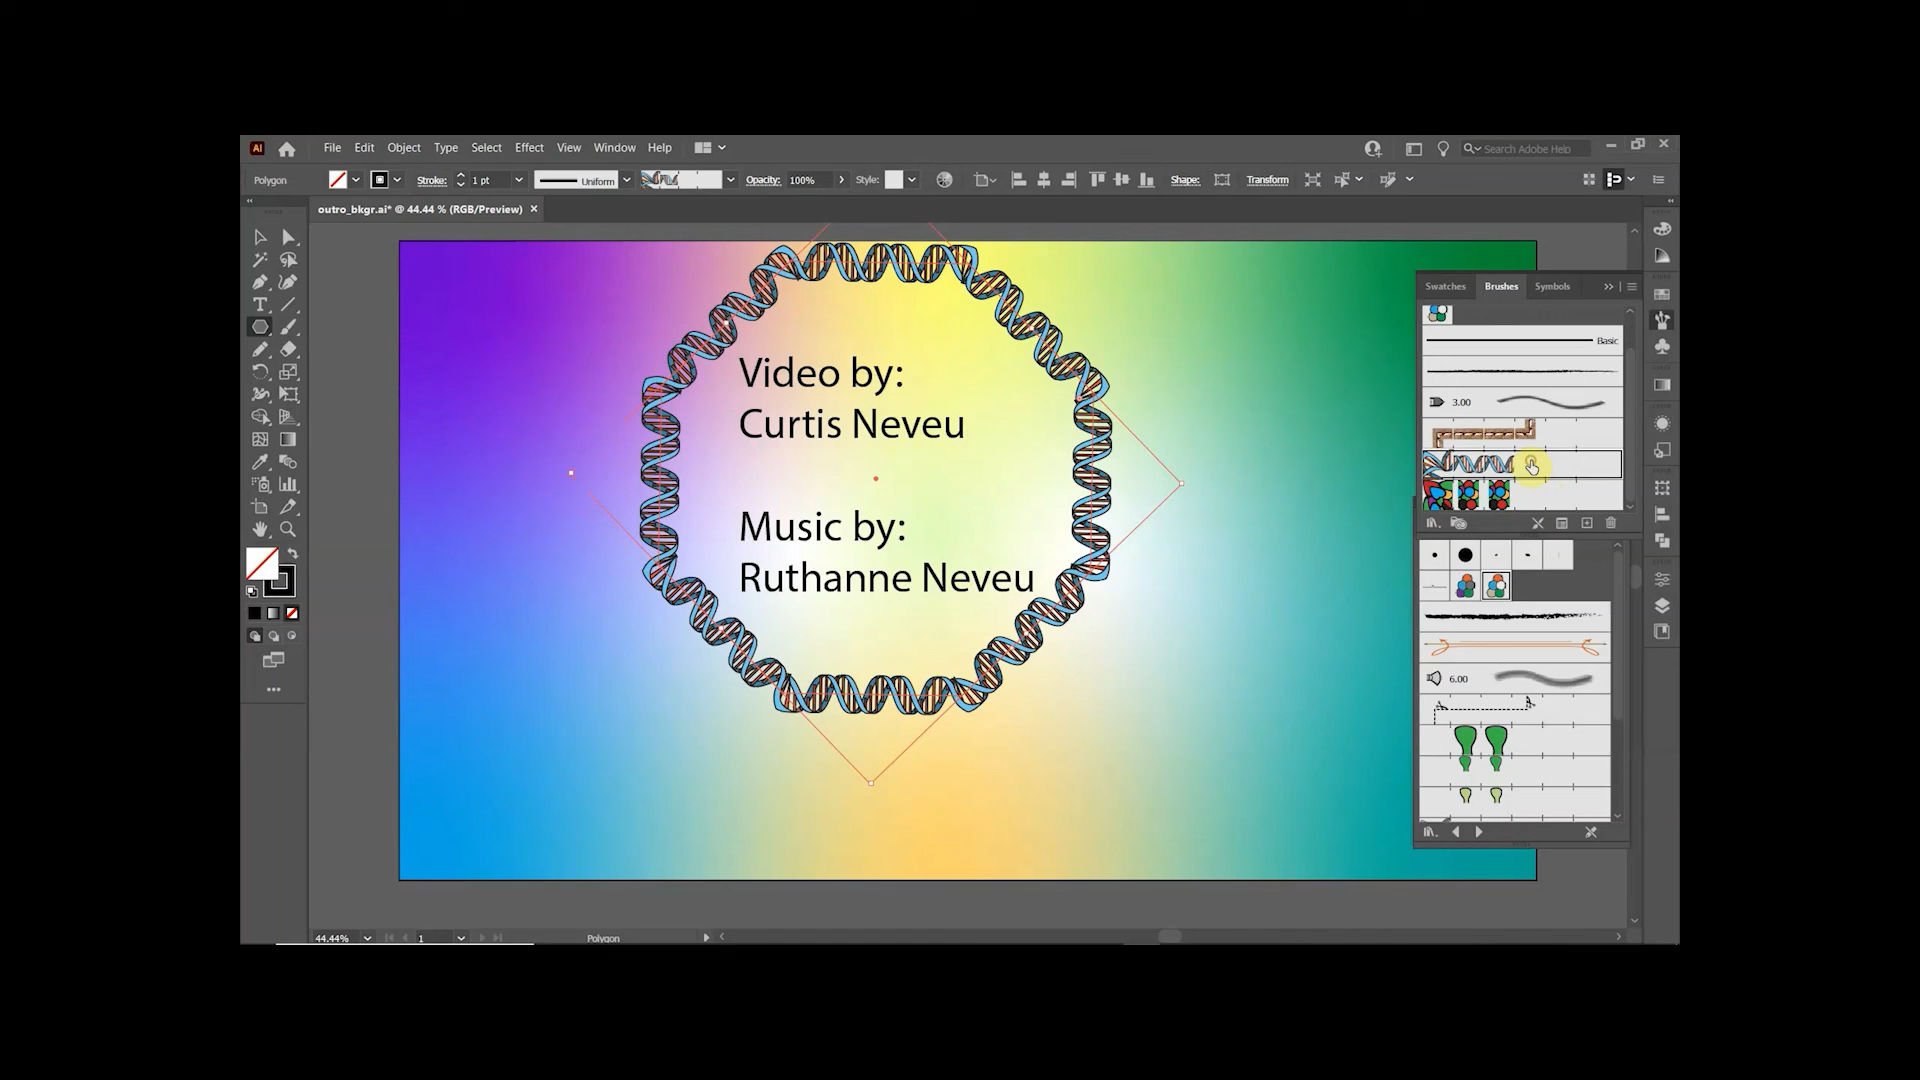 Ai
File Edit Object Type Select Effect View Window Help
Search Adobe Help
Polygon Stroke: 1 pt Uniform Opacity: 100% Style: Shape: Transform
outro_bkgr.ai* @ 44.44 % (RGB/Preview)
Swatches Brushes Symbols
Basic
3.00
6.00
Video by:
Curtis Neveu
Music by:
Ruthanne Neveu
44.44% 1 Polygon